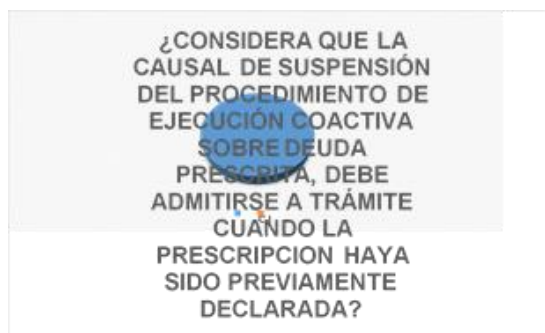 ¿CONSIDERA QUE LA
CAUSAL DE SUSPENSIÓN
DEL PROCEDIMIENTO DE
EJECUCIÓN COACTIVA
SOBRE DEUDA
PRESCRITA, DEBE
ADMITIRSE A TRÁMITE
CUANDO LA
PRESCRIPCION HAYA
SIDO PREVIAMENTE
DECLARADA?